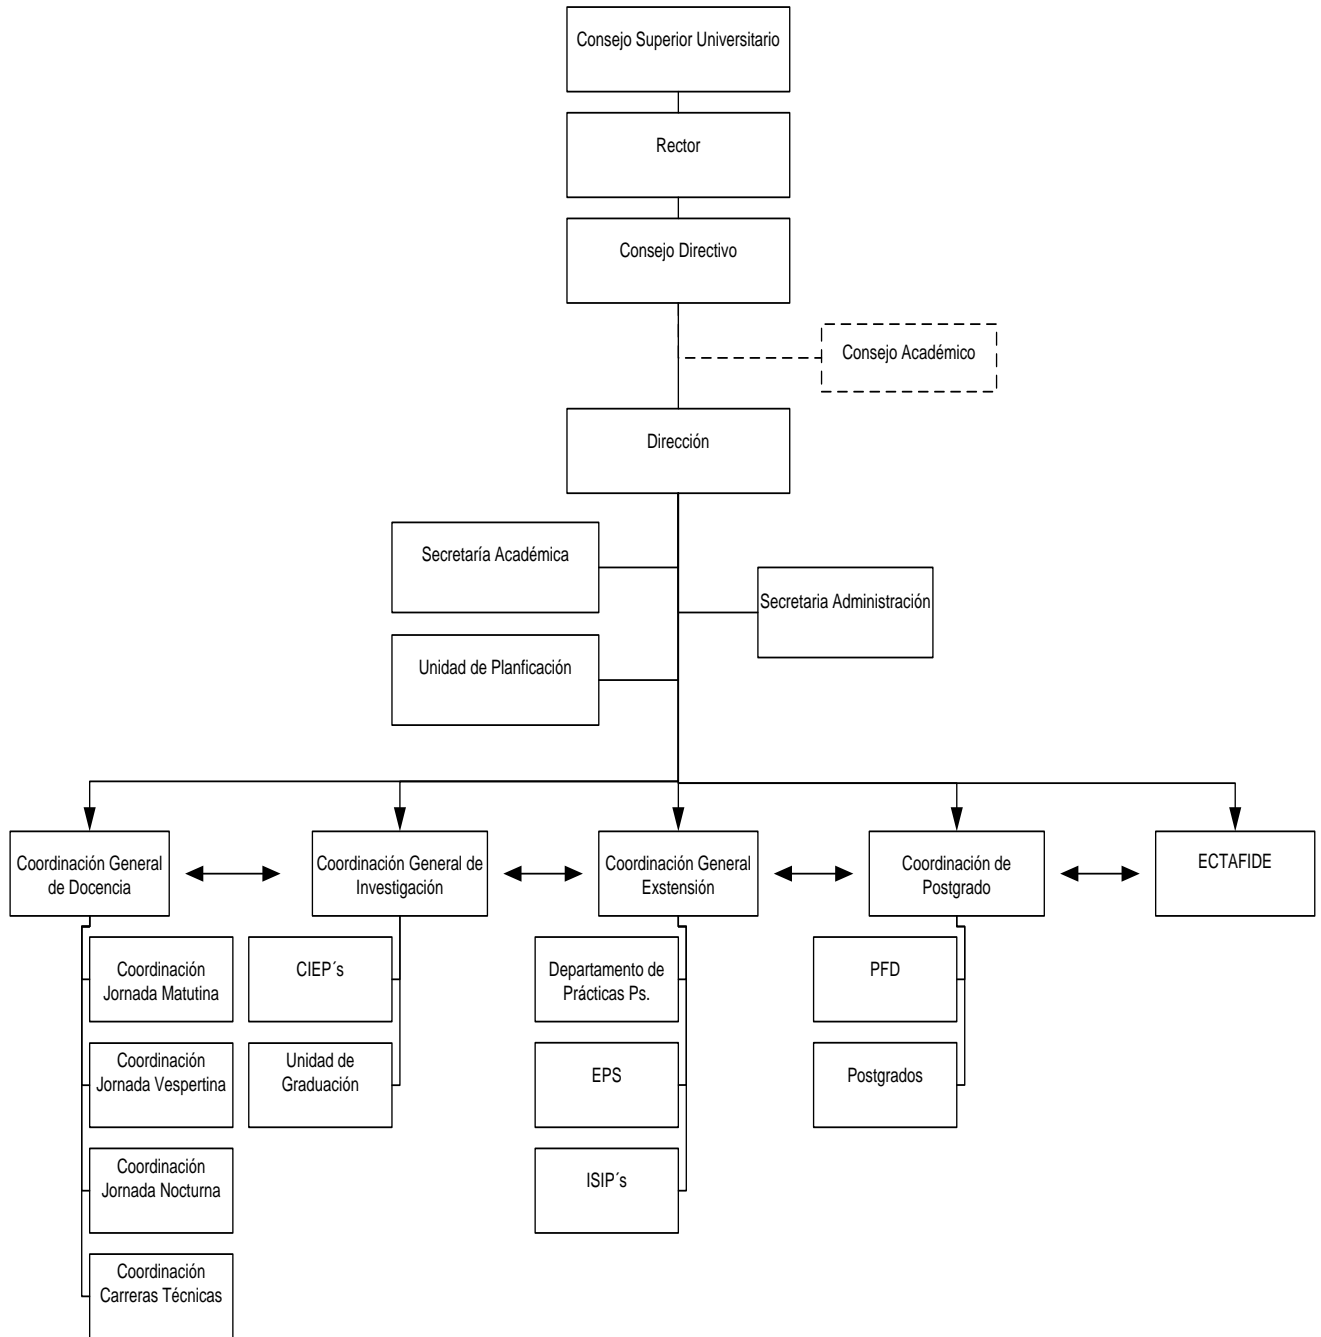 Consejo Superior Universitario
Rector
Consejo Directivo
Consejo Académico
Dirección
Secretaría Académica
Secretaria Administración
Unidad de Planficación
Coordinación General
de Docencia
Coordinación General de
Investigación
Coordinación General
Exstensión
Coordinación de
Postgrado
ECTAFIDE
Coordinación
Jornada Matutina
CIEP´s
Departamento de
Prácticas Ps.
PFD
Coordinación
Jornada Vespertina
Unidad de
Graduación
EPS
Postgrados
Coordinación
Jornada Nocturna
ISIP´s
Coordinación
Carreras Técnicas